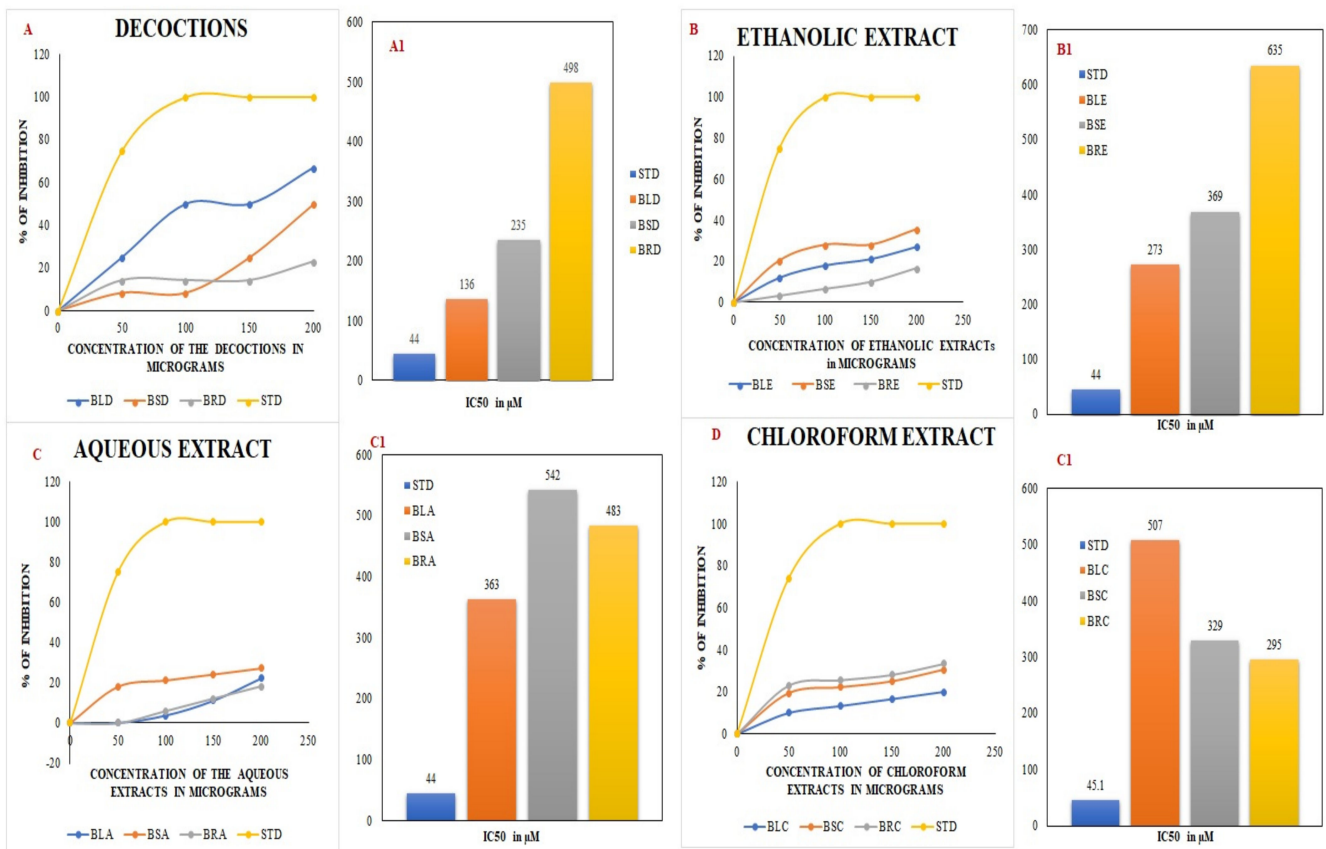 A
DECOCTIONS
120
100
80
60
40
20
0
0 50 100 150 200
% OF INHIBITION
CONCENTRATION OF THE DECOCTIONS IN
MICROGRAMS
BLD BSD BRD STD
A1
600
500
400
300
200
100
0
44
136
235
498
STD
BLD
BSD
BRD
IC50 in µM
B
ETHANOLIC EXTRACT
120
100
80
60
40
20
0
0 50 100 150 200 250
% OF INHIBITION
CONCENTRATION OF ETHANOLIC EXTRACTs
in MICROGRAMS
BLE BSE BRE STD
B1
700
600
500
400
300
200
100
0
STD
BLE
BSE
BRE
44
273
369
635
IC50 in µM
C
AQUEOUS EXTRACT
120
100
80
60
40
20
0
-20
0 50 100 150 200 250
% OF INHIBITION
CONCENTRATION OF THE AQUEOUS
EXTRACTS IN MICROGRAMS
BLA BSA BRA STD
C1
600
500
400
300
200
100
0
STD
BLA
BSA
BRA
44
363
542
483
IC50 in µM
D
CHLOROFORM EXTRACT
120
100
80
60
40
20
0
0 50 100 150 200 250
% OF INHIBITION
CONCENTRATION OF CHLOROFORM
EXTRACTS IN MICROGRAMS
BLC BSC BRC STD
C1
600
500
400
300
200
100
0
STD
BLC
BSC
BRC
45.1
507
329
295
IC50 in µM